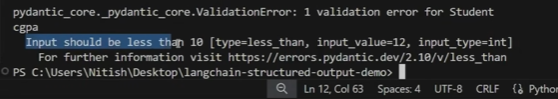 pydantic_core._pydantic_core.ValidationError: 1 validation error for Student
cgpa
  Input should be less than 10 [type=less_than, input_value=12, input_type=int]
    For further information visit https://errors.pydantic.dev/2.10/v/less_than
PS C:\Users\Nitish\Desktop\langchain-structured-output-demo>
Ln 12, Col 63 Spaces: 4 UTF-8 CRLF {} Pytho